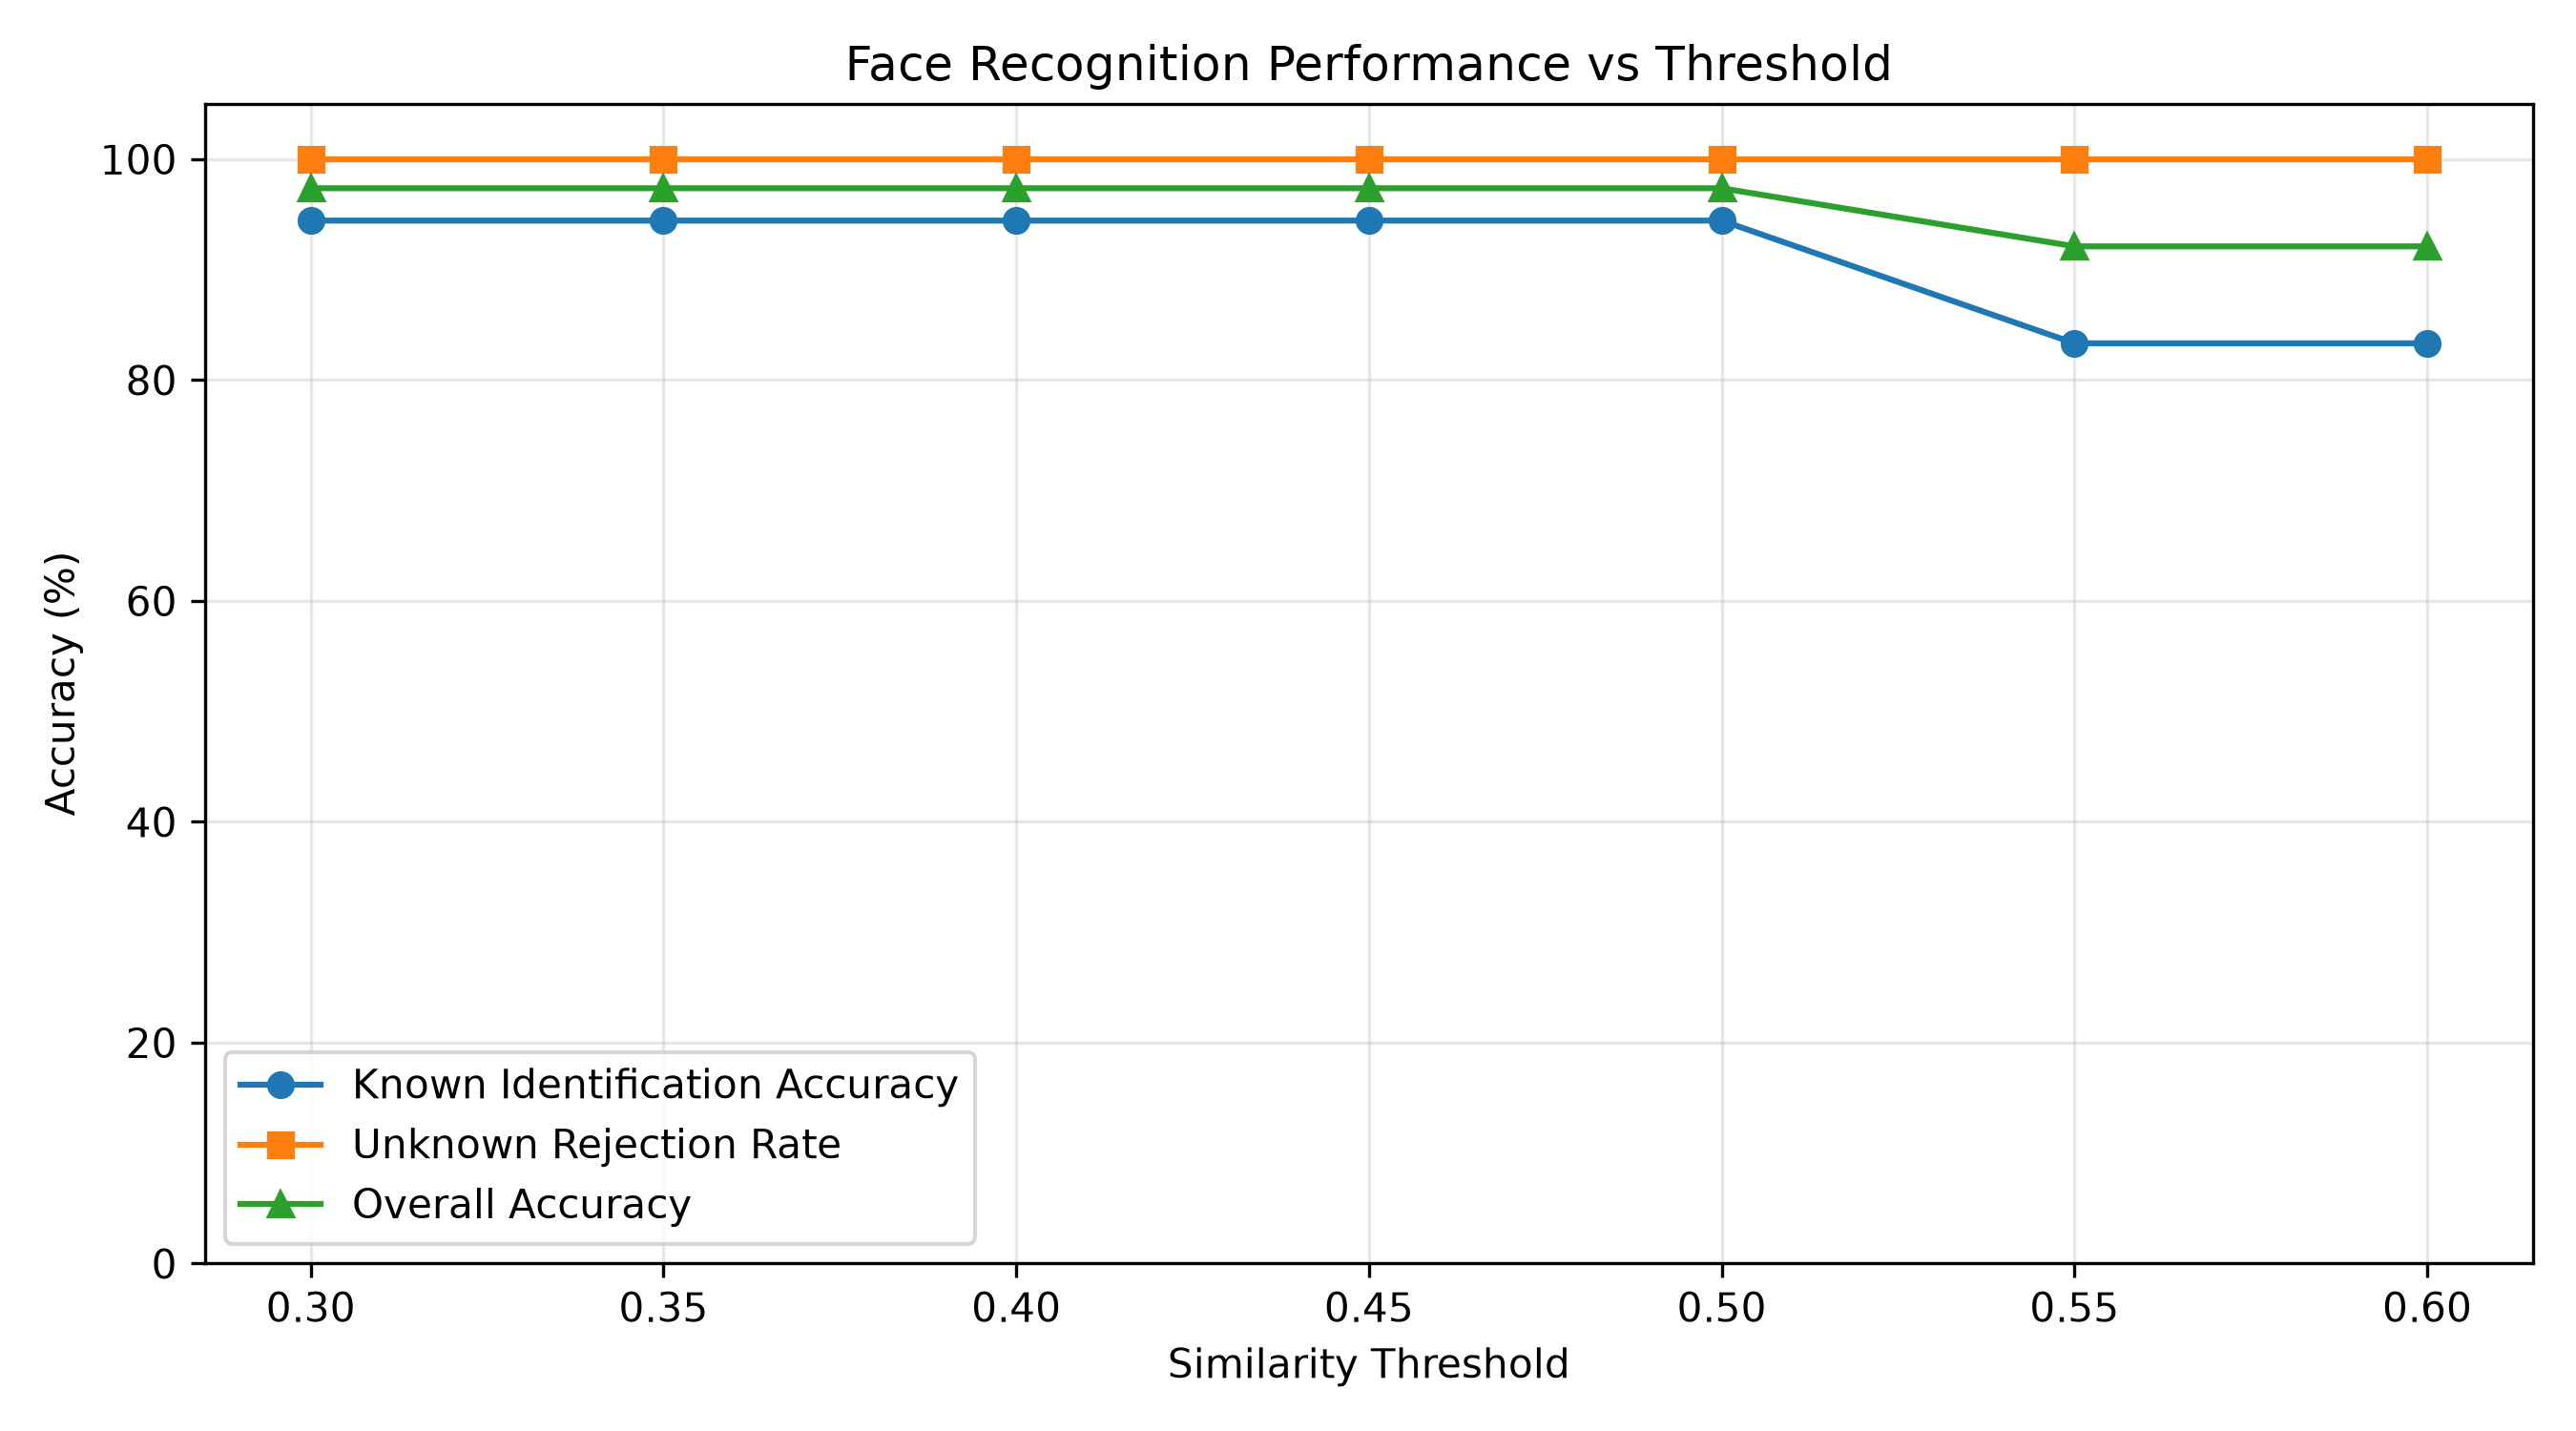 Face Recognition Performance vs Threshold
100
80
60
40
20
0
Accuracy (%)
Known Identification Accuracy
Unknown Rejection Rate
Overall Accuracy
0.30 0.35 0.40 0.45 0.50 0.55 0.60
Similarity Threshold